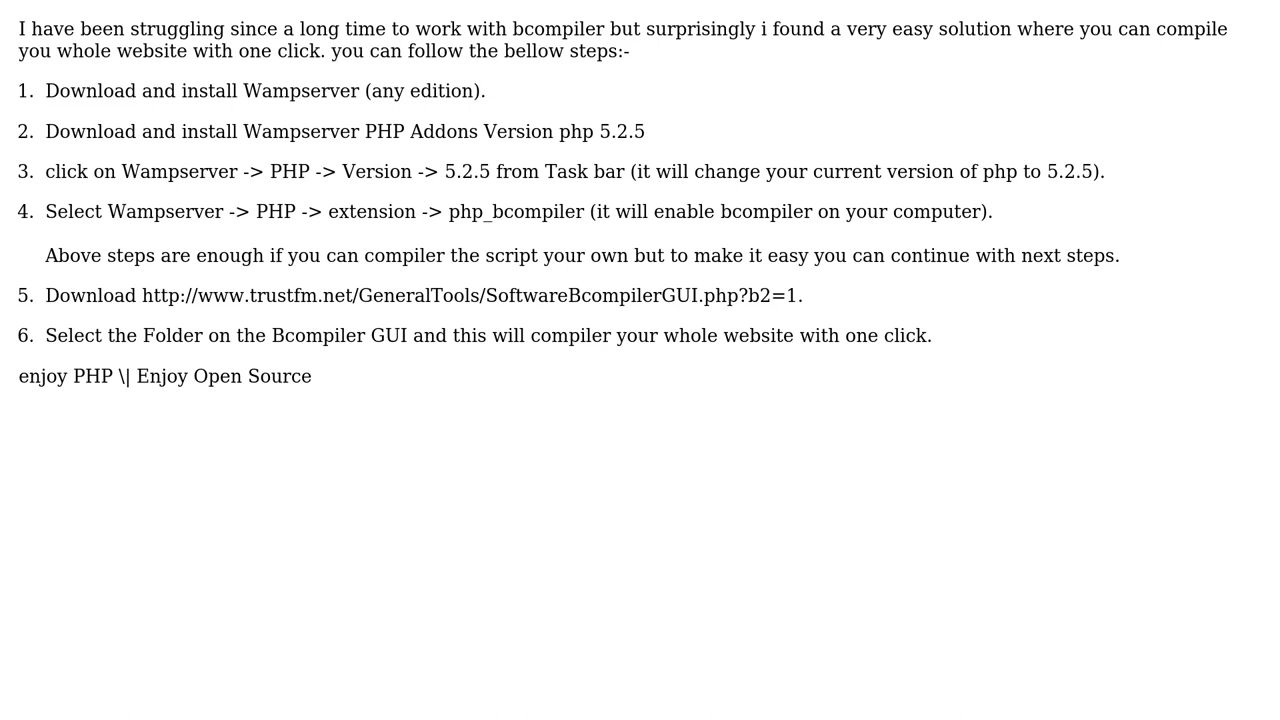 I have been struggling since a long time to work with bcompiler but surprisingly i found a very easy solution where you can compile
you whole website with one click. you can follow the bellow steps:-
1. Download and install Wampserver (any edition).
2. Download and install Wampserver PHP Addons Version php 5.2.5
3. click on Wampserver -> PHP -> Version -> 5.2.5 from Task bar (it will change your current version of php to 5.2.5).
4. Select Wampserver -> PHP -> extension -> php_bcompiler (it will enable bcompiler on your computer).
Above steps are enough if you can compiler the script your own but to make it easy you can continue with next steps.
5. Download http://www.trustfm.net/GeneralTools/SoftwareBcompilerGUI.php?b2=1.
6. Select the Folder on the Bcompiler GUI and this will compiler your whole website with one click.
enjoy PHP \| Enjoy Open Source